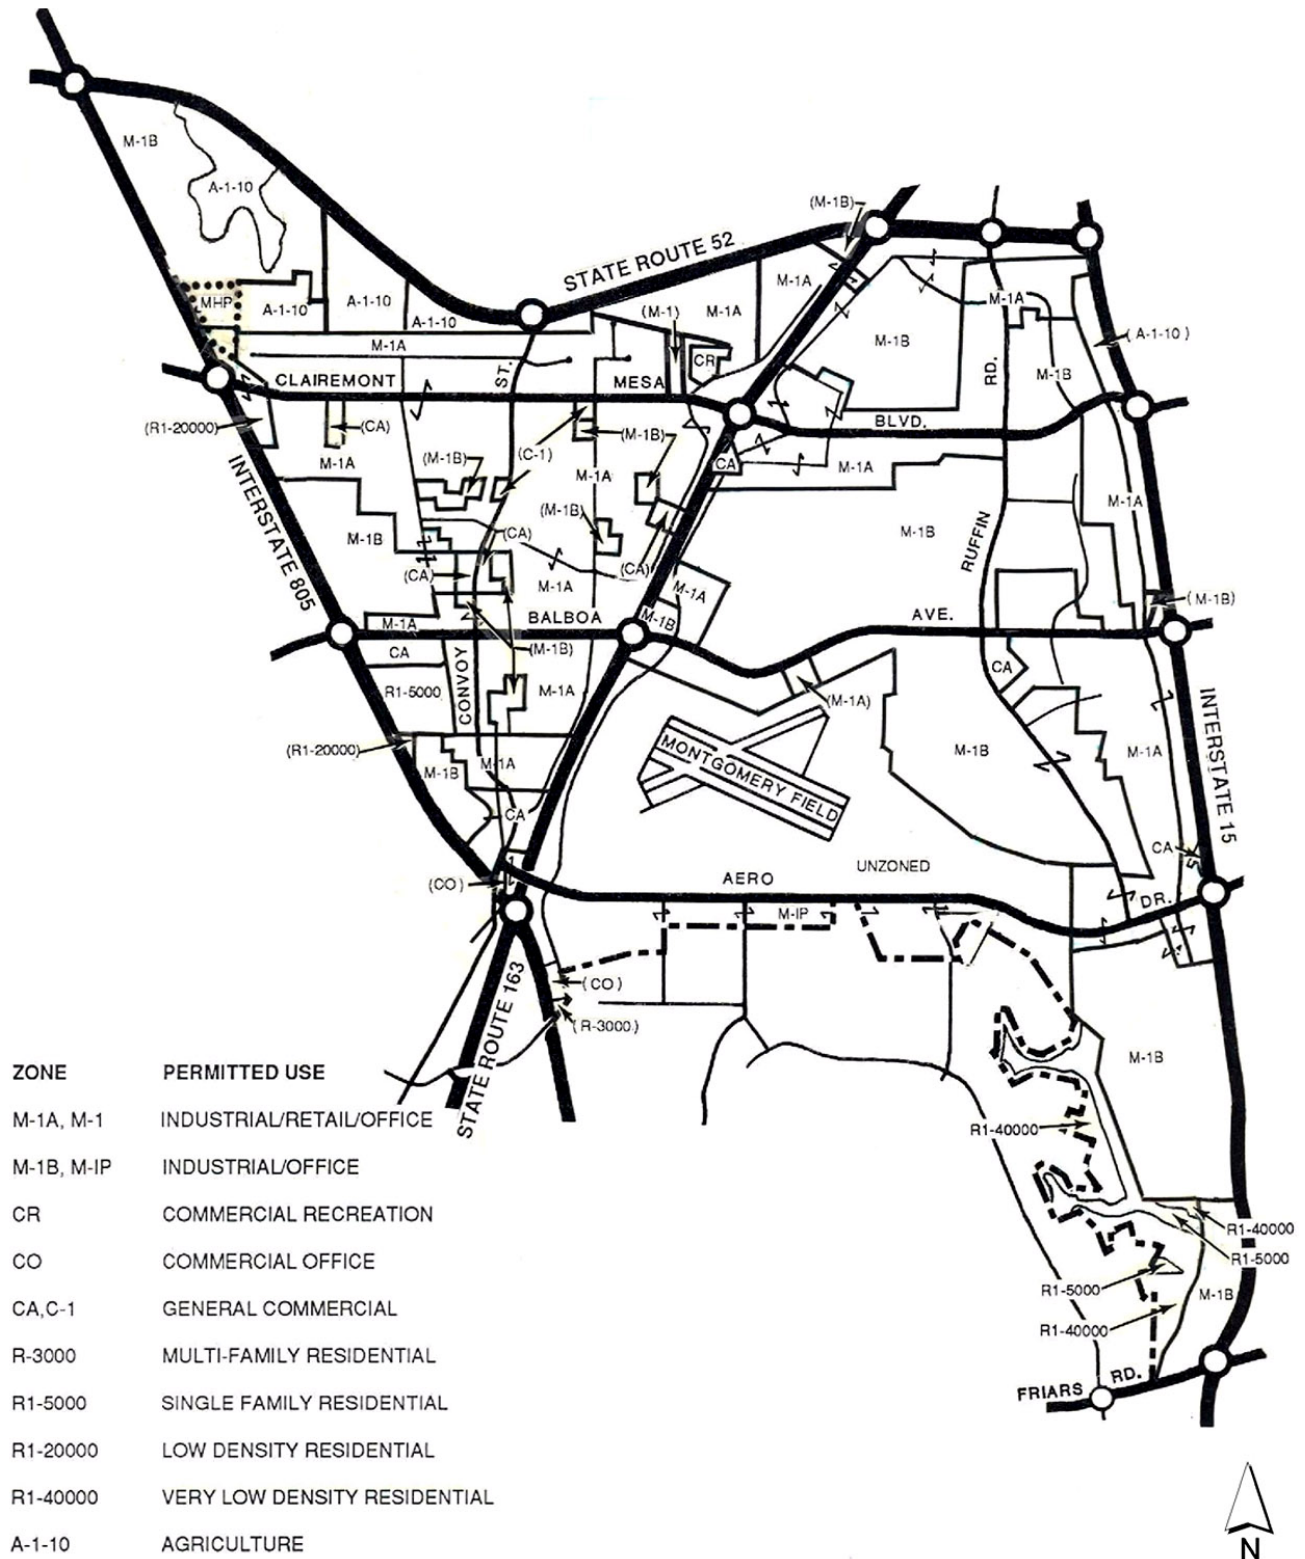 M-1B
A-1-10
(M-1B)
STATE ROUTE 52
M-1A
MHP
A-1-10
A-1-10
A-1-10
(M-1)
M-1A
M-1A
M-1B
(A-1-10)
M-1A
CR
RD.
M-1B
CLAIREMONT
ST.
MESA
BLVD.
(R1-20000)
(CA)
(M-1B)
(C-1)
CA
M-1A
M-1A
(M-1B)
M-1A
M-1A
INTERSTATE 805
(M-1B)
M-1B
(CA)
M-1B
RUFFIN
(CA)
M-1A
(CA)
M-1A
(M-1B)
M-1A
BALBOA
M-1B
AVE.
CA
(M-1B)
CA
R1-5000
CONVOY
M-1A
(M-1A)
INTERSTATE 15
(R1-20000)
M-1B
M-1A
MONTGOMERY FIELD
M-1B
M-1A
CA
CA
UNZONED
(CO)
AERO
DR.
M-IP
(CO)
(R-3000)
STATE ROUTE 163
M-1B
R1-40000
R1-40000
R1-5000
R1-5000
M-1B
R1-40000
FRIARS RD.
ZONE PERMITTED USE
M-1A, M-1 INDUSTRIAL/RETAIL/OFFICE
M-1B, M-IP INDUSTRIAL/OFFICE
CR COMMERCIAL RECREATION
CO COMMERCIAL OFFICE
CA,C-1 GENERAL COMMERCIAL
R-3000 MULTI-FAMILY RESIDENTIAL
R1-5000 SINGLE FAMILY RESIDENTIAL
R1-20000 LOW DENSITY RESIDENTIAL
R1-40000 VERY LOW DENSITY RESIDENTIAL
A-1-10 AGRICULTURE
N